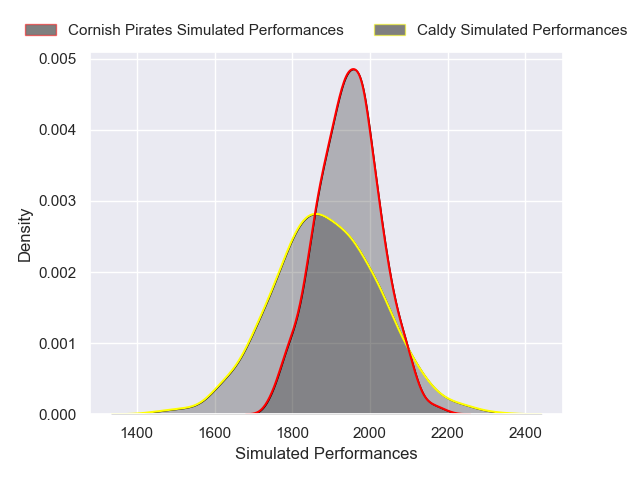 Cornish Pirates Simulated Performances Caldy Simulated Performances
0.005
0.004
0.003
0.002
0.001
0.000
Density
1400 1600 1800 2000 2200 2400
Simulated Performances